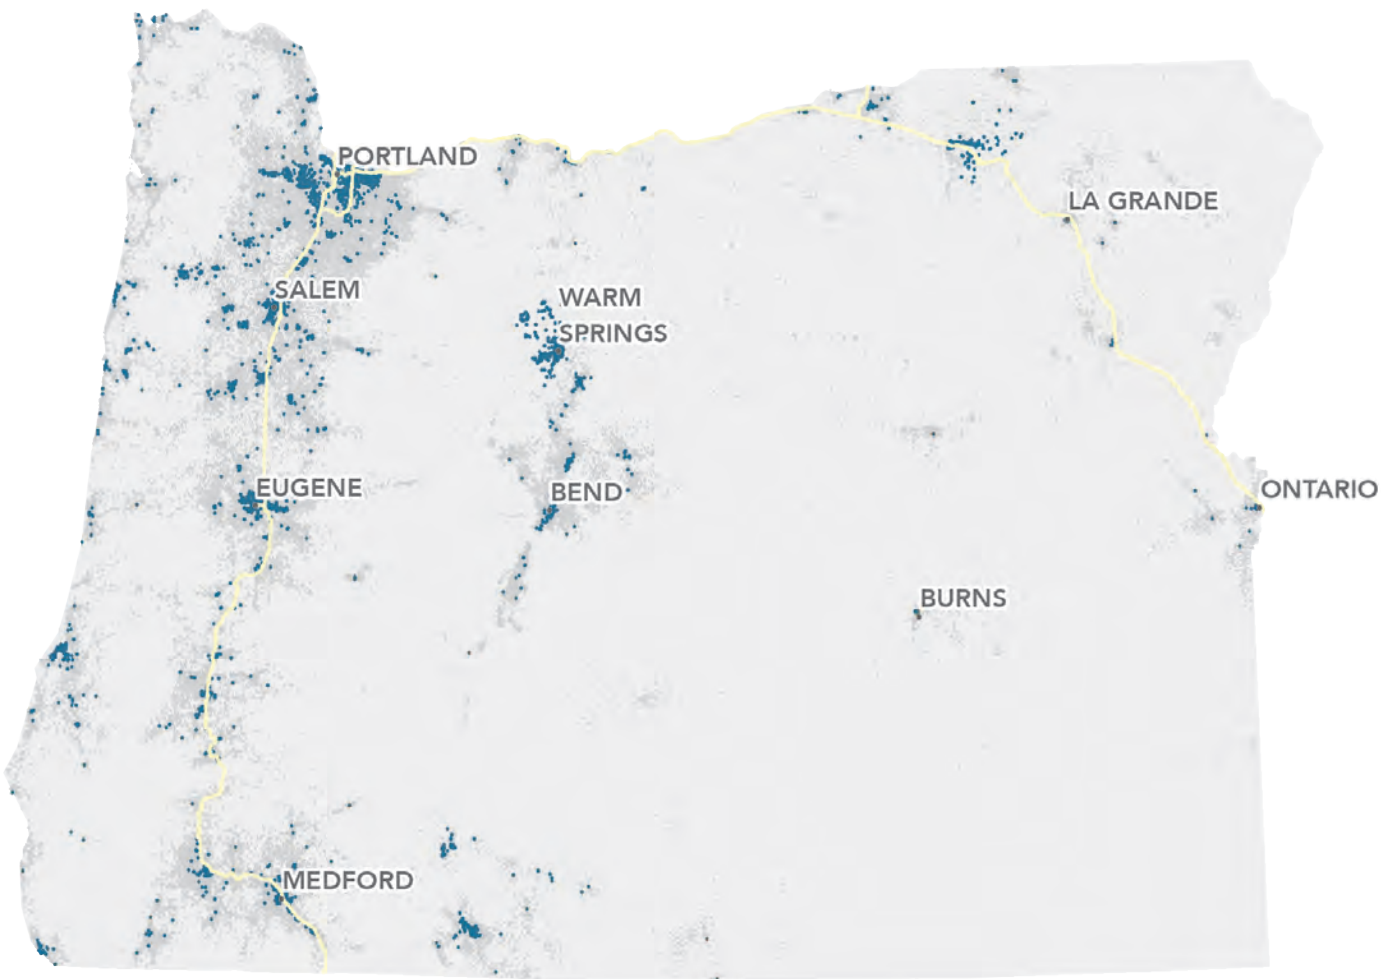 PORTLAND
LA GRANDE
SALEM
WARM
SPRINGS
EUGENE
BEND
ONTARIO
BURNS
MEDFORD